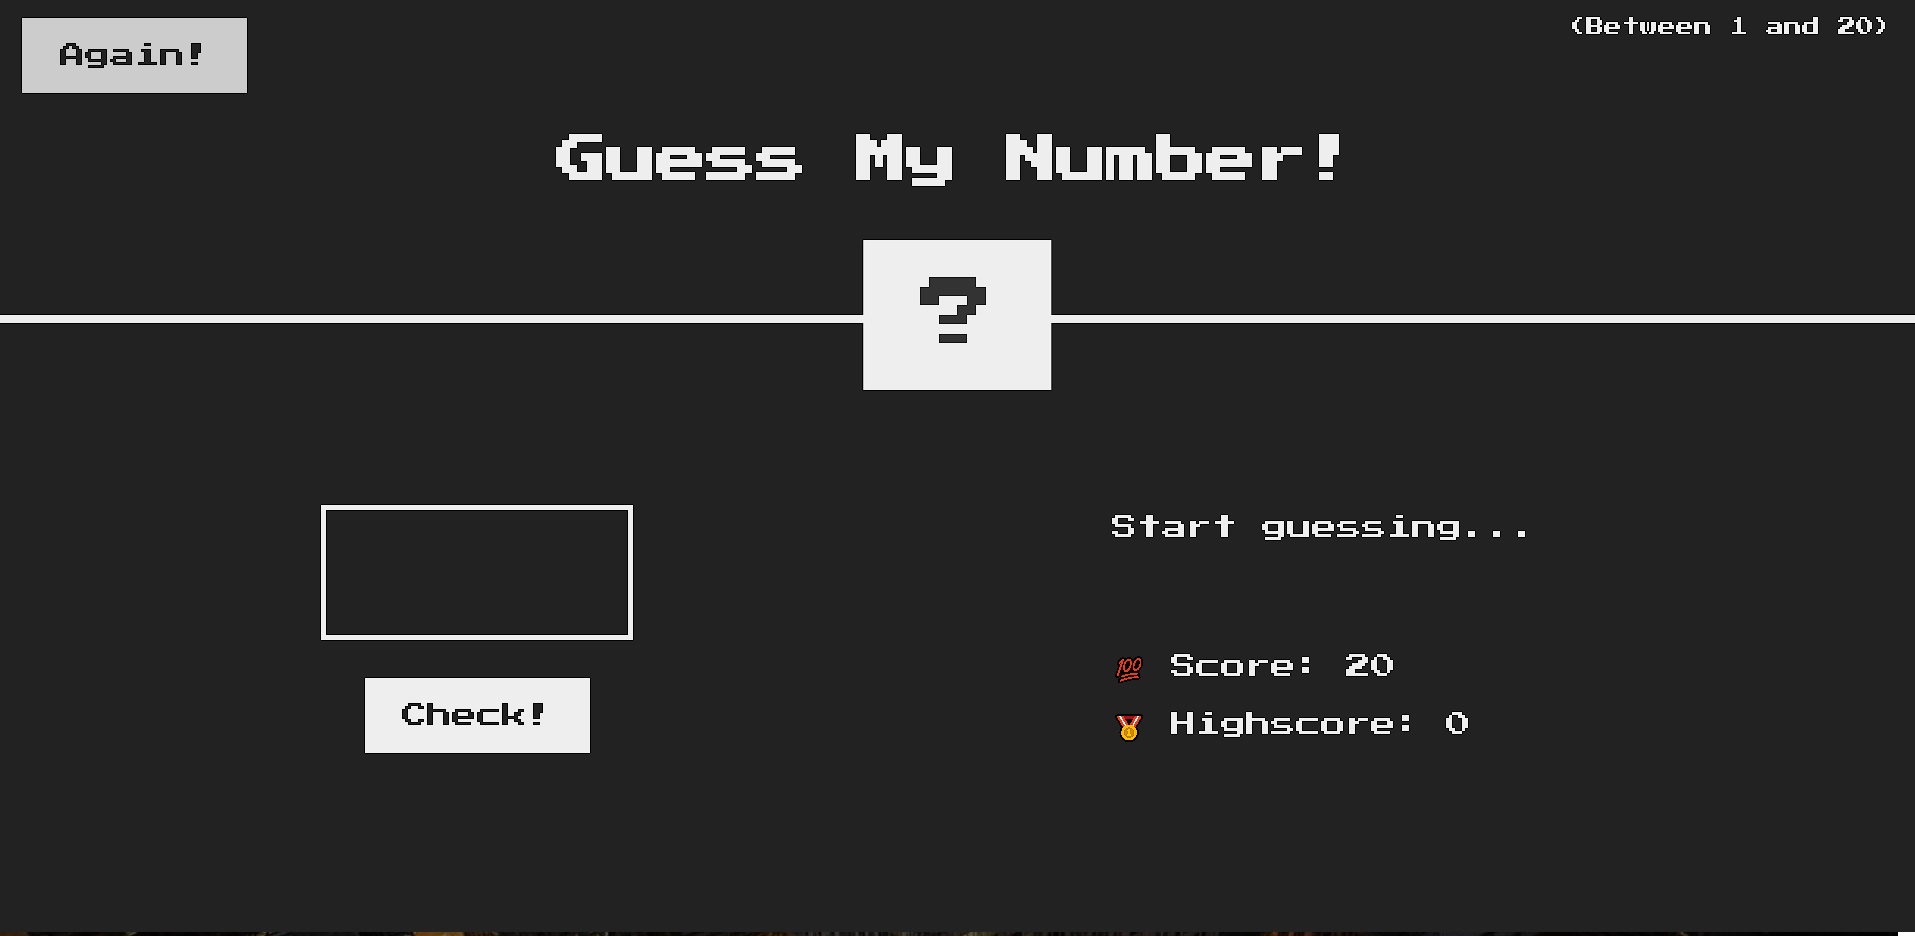 Again!
(Between 1 and 20)
Guess My Number!
?
Start guessing...
💯 Score: 20
🥇 Highscore: 0
Check!